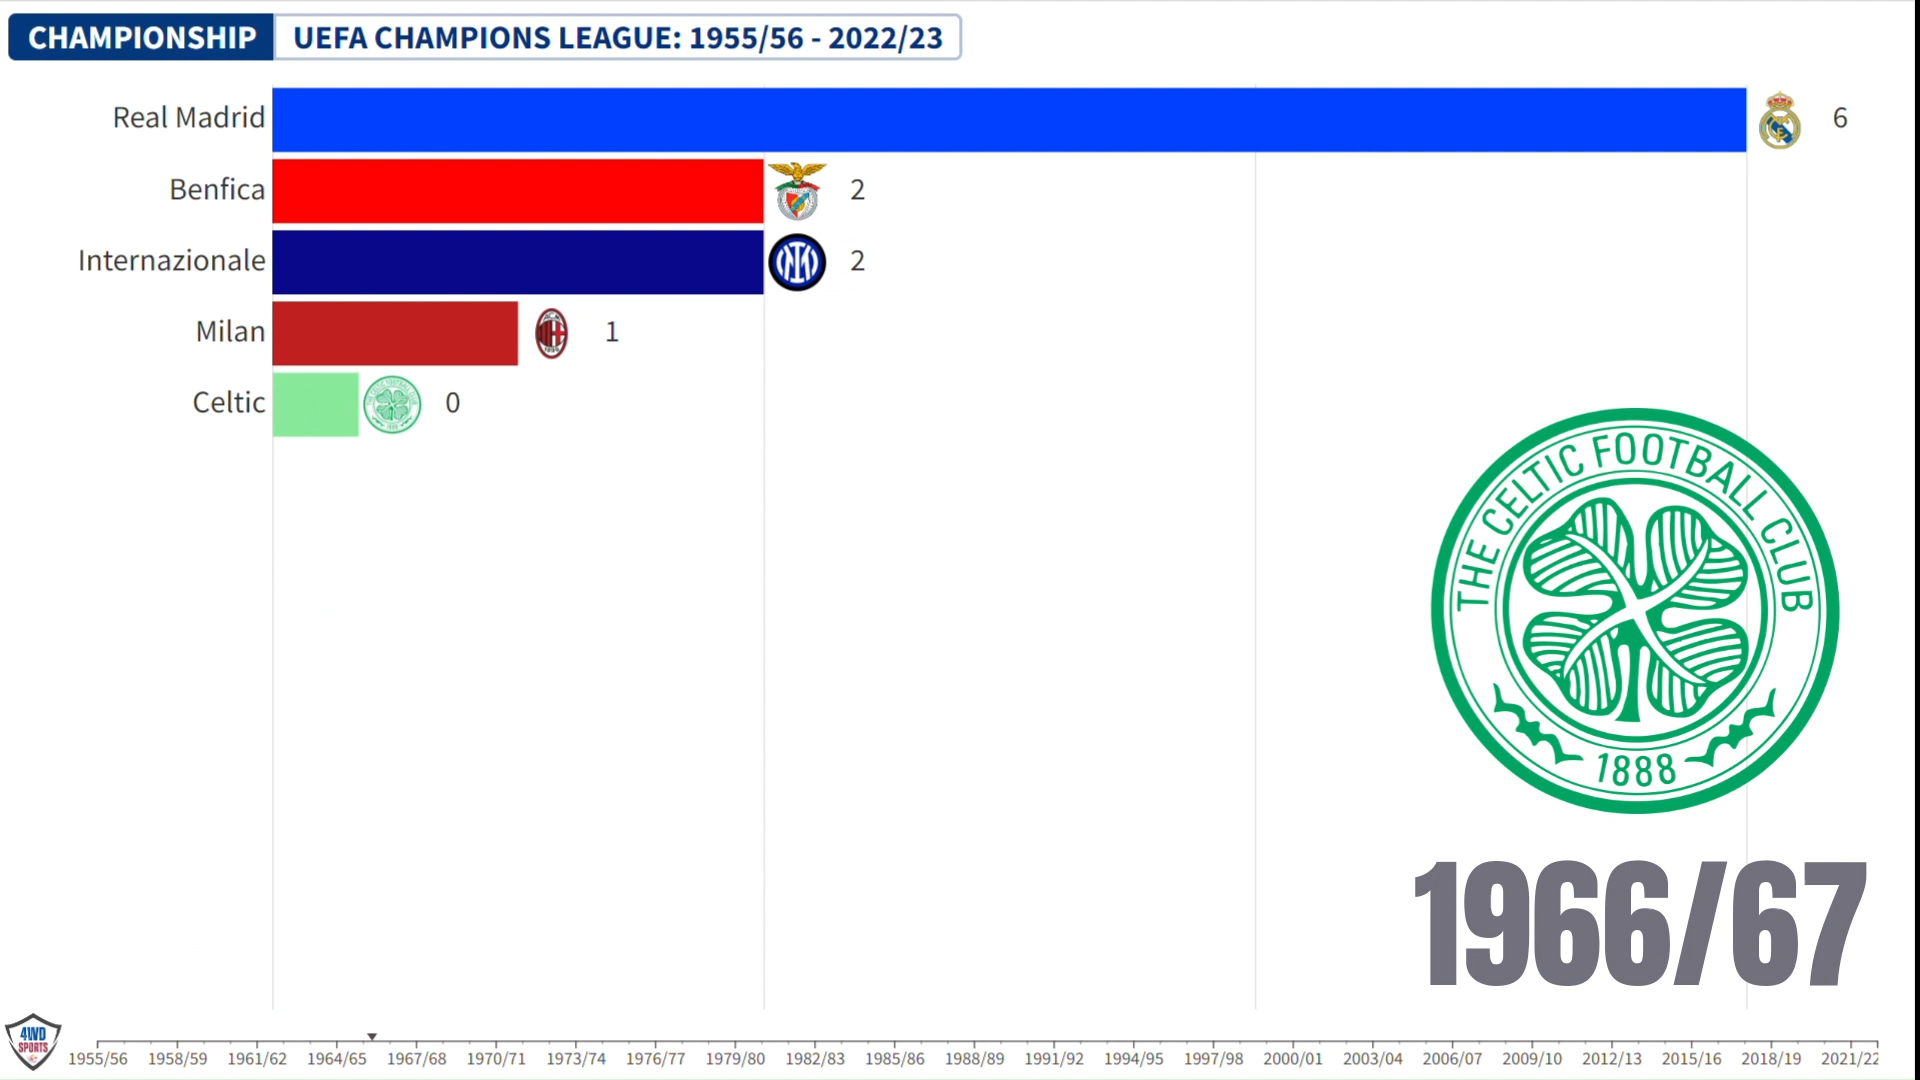 CHAMPIONSHIP UEFA CHAMPIONS LEAGUE: 1955/56 - 2022/23
Real Madrid 6
Benfica 2
Internazionale 2
Milan 1
Celtic 0
THE CELTIC FOOTBALL CLUB
1888
1966/67
4WD
SPORTS
1955/56 1958/59 1961/62 1964/65 1967/68 1970/71 1973/74 1976/77 1979/80 1982/83 1985/86 1988/89 1991/92 1994/95 1997/98 2000/01 2003/04 2006/07 2009/10 2012/13 2015/16 2018/19 2021/22